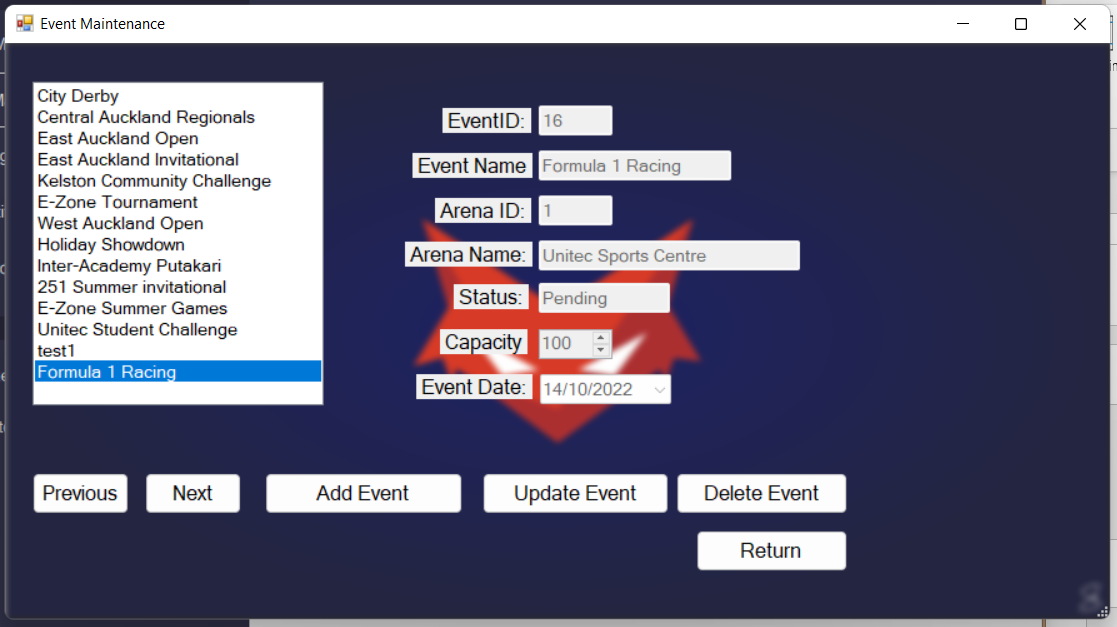 Event Maintenance
City Derby
Central Auckland Regionals
East Auckland Open
East Auckland Invitational
Kelston Community Challenge
E-Zone Tournament
West Auckland Open
Holiday Showdown
Inter-Academy Putakari
251 Summer invitational
E-Zone Summer Games
Unitec Student Challenge
test1
Formula 1 Racing
EventID: 16
Event Name Formula 1 Racing
Arena ID: 1
Arena Name: Unitec Sports Centre
Status: Pending
Capacity 100
Event Date: 14/10/2022
Previous Next Add Event Update Event Delete Event
Return